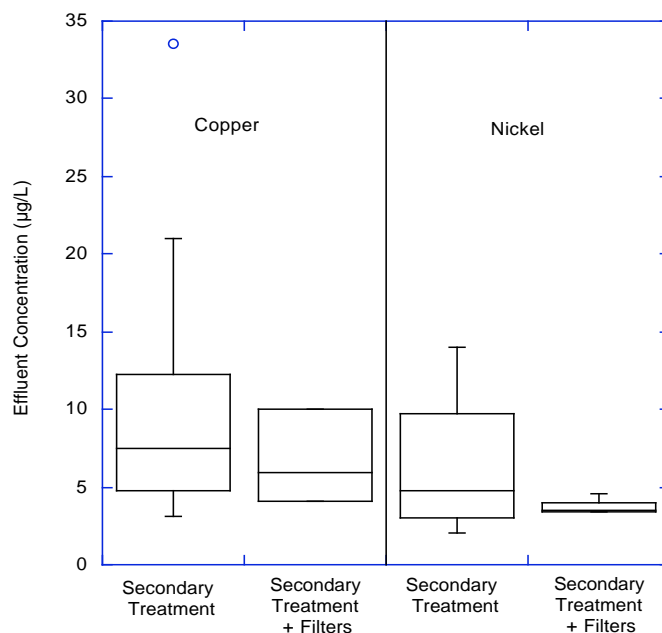 35
30
25
20
15
10
5
0
Effluent Concentration (µg/L)
Copper
Nickel
Secondary
Treatment
Secondary
Treatment
+ Filters
Secondary
Treatment
Secondary
Treatment
+ Filters